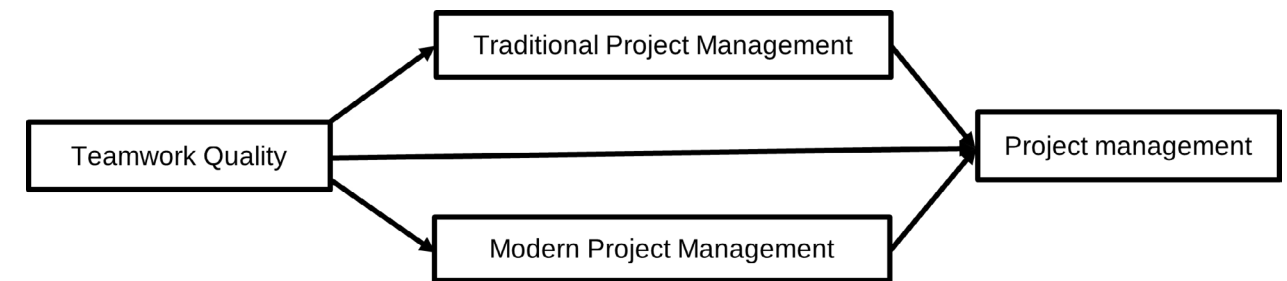 Traditional Project Management
Teamwork Quality
Project management
Modern Project Management